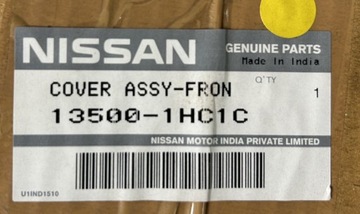 NISSAN GENUINE PARTS
Made In India
COVER ASSY-FRON Q'TY 1
13500-1HC1C
NISSAN MOTOR INDIA PRIVATE LIMITED
U1IND1510